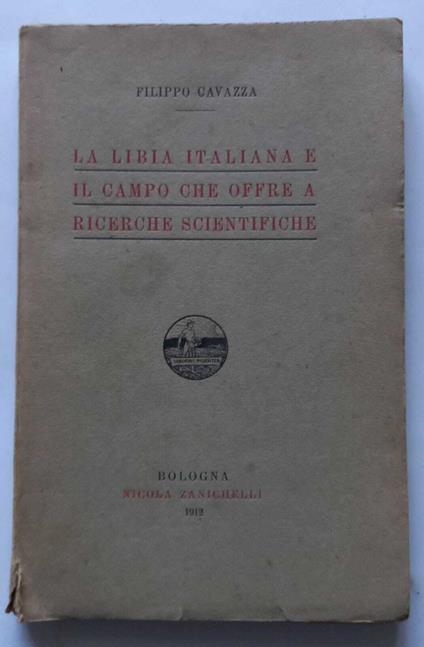 FILIPPO CAVAZZA
LA LIBIA ITALIANA E
IL CAMPO CHE OFFRE A
RICERCHE SCIENTIFICHE
BOLOGNA
NICOLA ZANICHELLI
1912